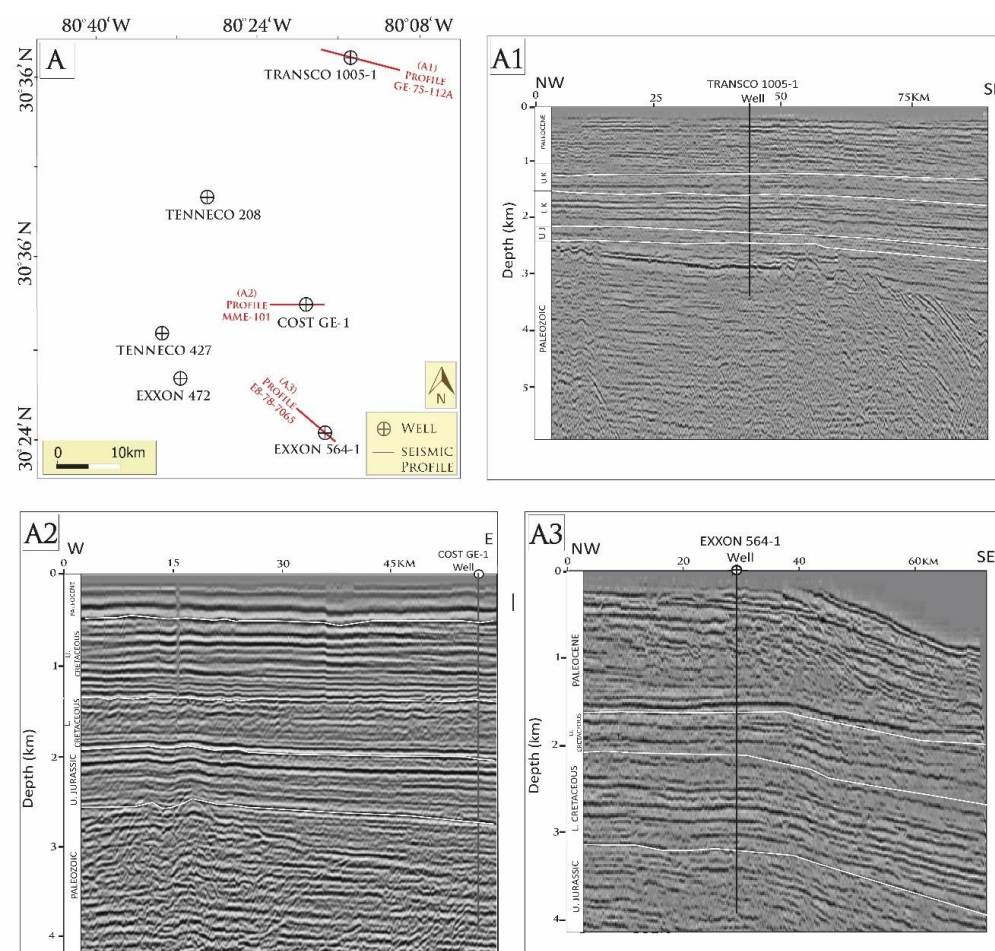 80°40'W 80°24'W 80°08'W
A
30°36'N
30°36'N
30°24'N
TRANSCO 1005-1
(A1)
PROFILE
GE-75-112A
TENNECO 208
(A2)
PROFILE
MME-101
COST GE-1
TENNECO 427
EXXON 472
(A3)
PROFILE
E8-78-7065
EXXON 564-1
N
WELL
SEISMIC
PROFILE
0 10km
A1
NW
TRANSCO 1005-1
Well
SE
0 25 50 75KM
Depth (km)
0
1
2
3
4
5
PALEOCENE
U K
L K
U J
PALEOZOIC
A2
W
E
COST GE-1
Well
0 15 30 45KM
Depth (km)
0
1
2
3
4
PALEOCENE
U.
CRETACEOUS
L.
CRETACEOUS
U. JURASSIC
PALEOZOIC
A3
NW
EXXON 564-1
Well
SE
0 20 40 60KM
Depth (km)
0
1
2
3
4
PALEOCENE
U.
CRETACEOUS
L. CRETACEOUS
U. JURASSIC